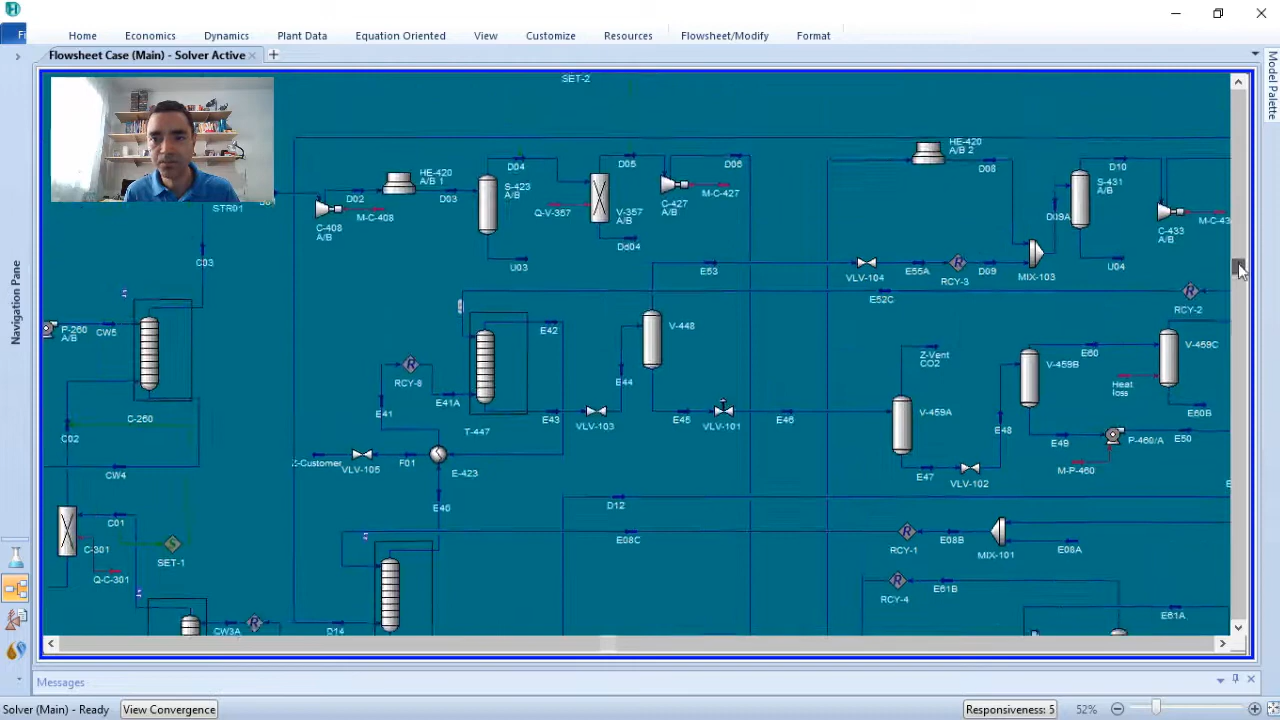 Fi
Home
Economics
Dynamics
Plant Data
Equation Oriented
View
Customize
Resources
Flowsheet/Modify
Format
Flowsheet Case (Main) - Solver Active
Model Palette
Navigation Pane
SET-2
S-TR01
D02
HE-420
A/B 1
D03
D04
S-423
A/B
D05
C-427
A/B
D06
M-C-427
HE-420
A/B 2
D08
D10
S-431
A/B
C-408
A/B
M-C-408
Q-V-357
V-357
A/B
Dd04
U03
D09A
C-433
A/B
M-C-43
C03
E53
VLV-104
E55A
RCY-3
D09
MIX-103
U04
E52C
RCY-2
P-260
A/B
CW5
RCY-8
E42
V-448
Z-Vent
CO2
E60
V-459B
V-459C
E44
Heat
loss
E41
E41A
E43
VLV-103
E45
VLV-101
E46
V-459A
E48
E60B
C-260
T-447
C02
E49
P-460/A
E50
Z-Customer
VLV-105
F01
E-423
M-P-460
CW4
E47
VLV-102
E40
D12
C01
E08C
RCY-1
E08B
MIX-101
E08A
C-301
SET-1
Q-C-301
RCY-4
E61B
E61A
CW3A
D14
Messages
Solver (Main) - Ready
View Convergence
Responsiveness: 5
52%